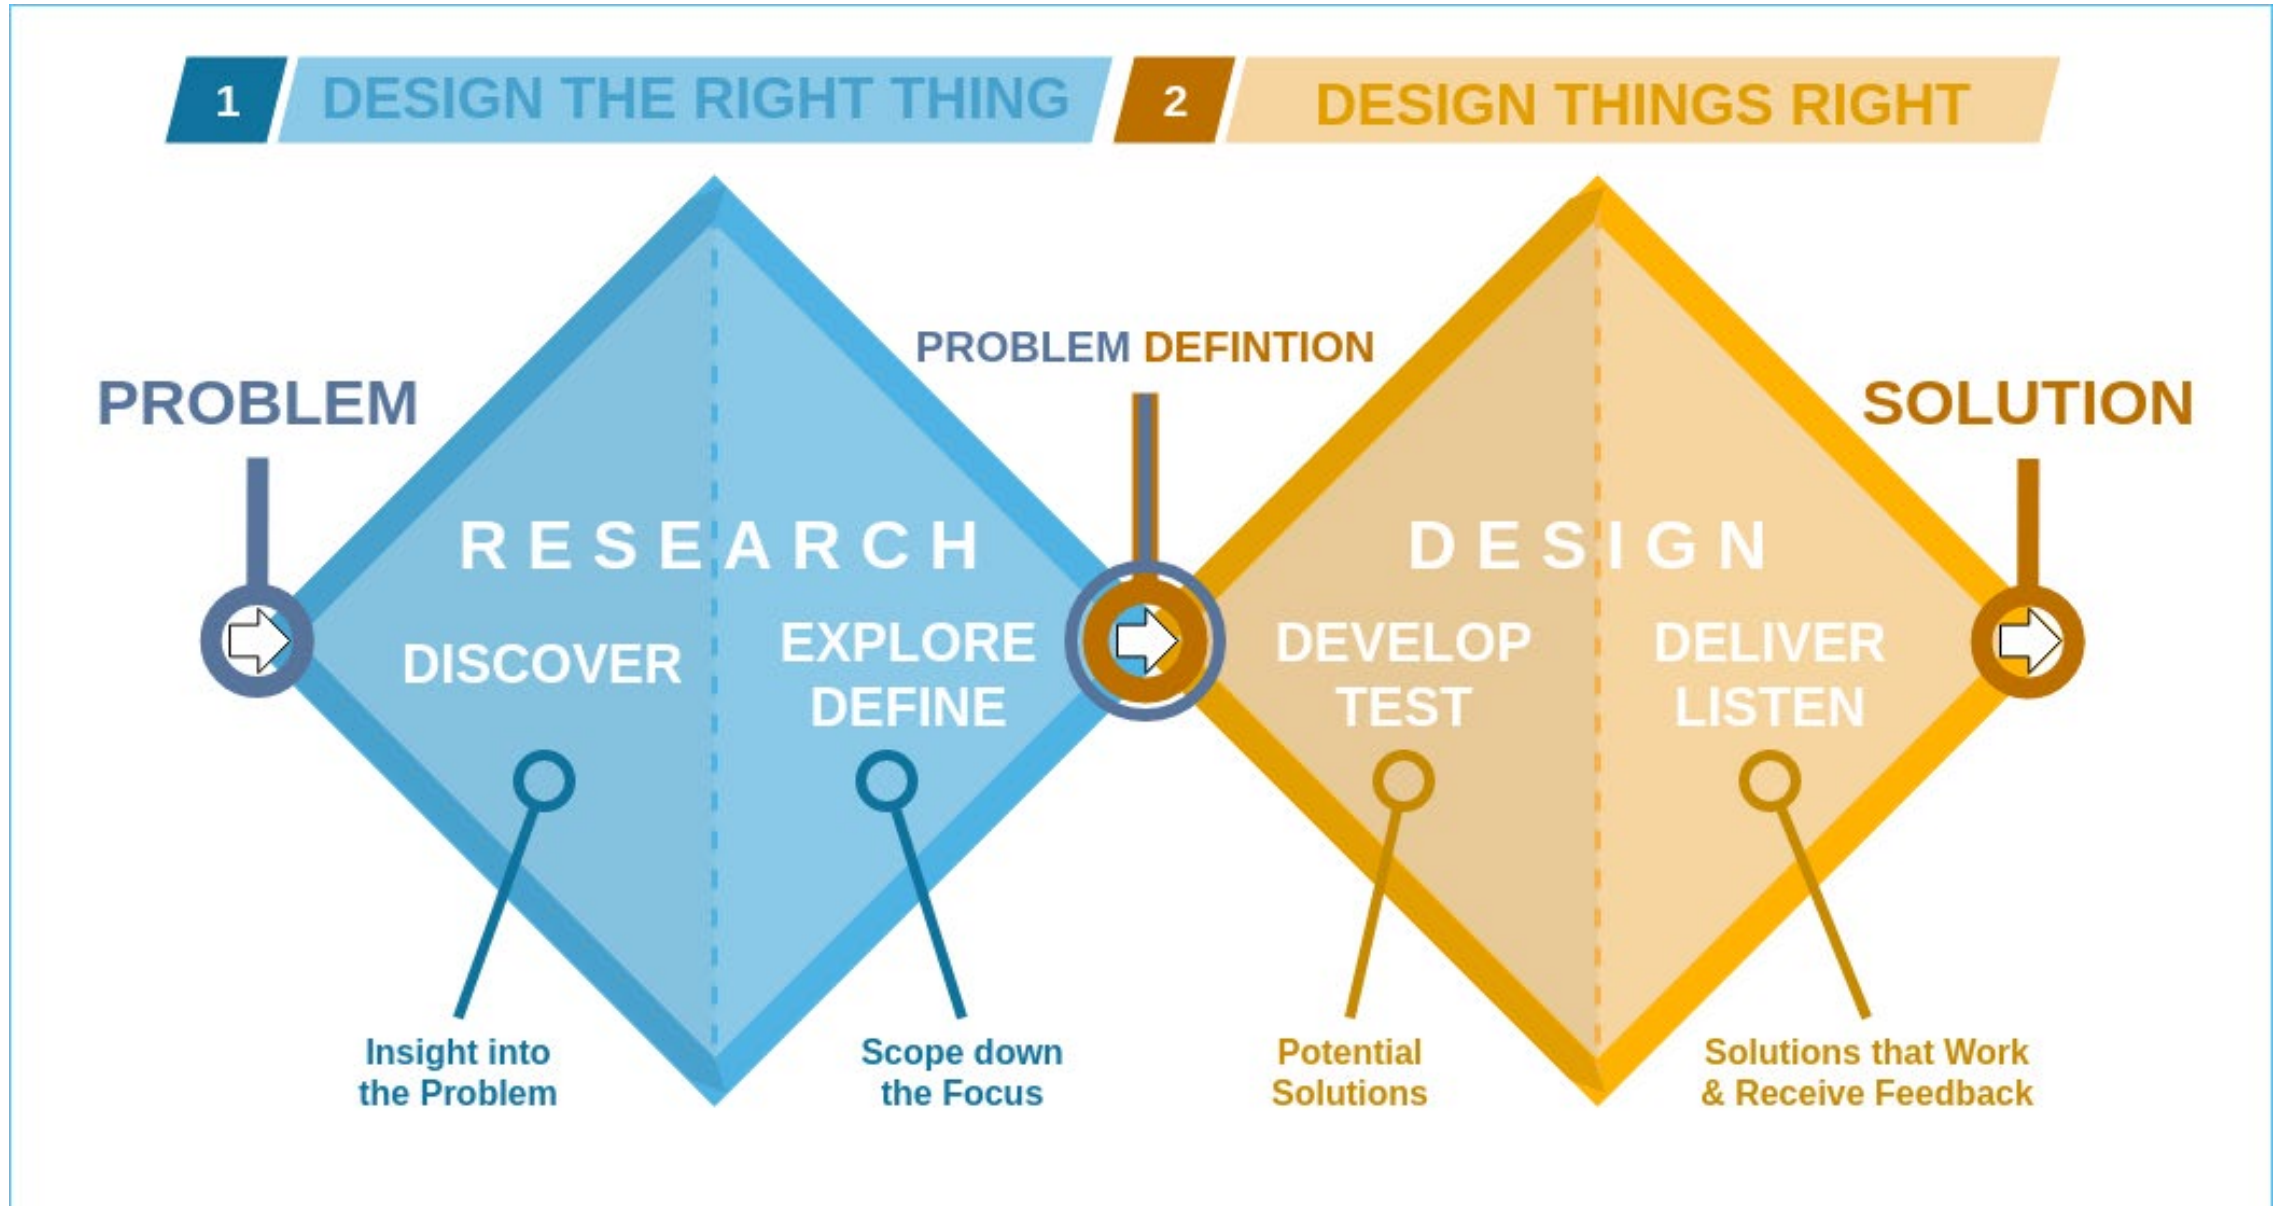 1
DESIGN THE RIGHT THING
2
DESIGN THINGS RIGHT
PROBLEM
PROBLEM DEFINTION
SOLUTION
RESEARCH
DISCOVER
EXPLORE
DEFINE
DESIGN
DEVELOP
TEST
DELIVER
LISTEN
Insight into
the Problem
Scope down
the Focus
Potential
Solutions
Solutions that Work
& Receive Feedback